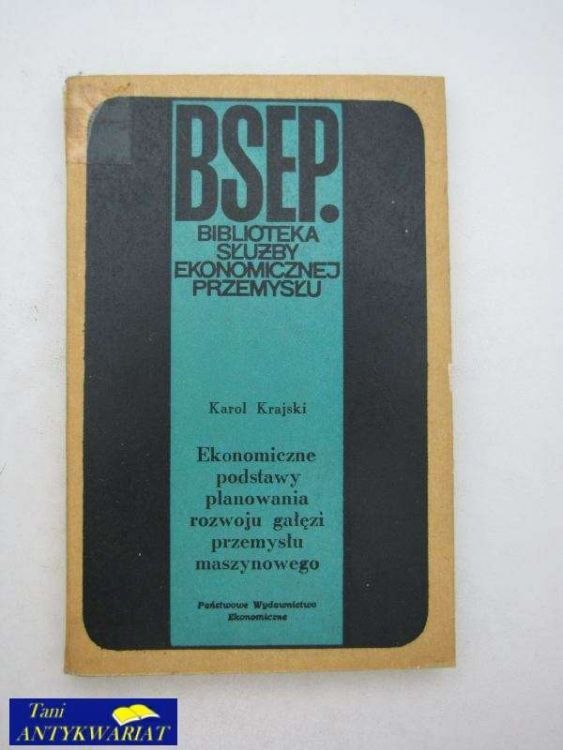 BSEP.
BIBLIOTEKA
SŁUŻBY
EKONOMICZNEJ
PRZEMYSŁU
Karol Krajski
Ekonomiczne
podstawy
planowania
rozwoju gałęzi
przemysłu
maszynowego
Państwowe Wydawnictwo
Ekonomiczne
Tani
ANTYKWARIAT